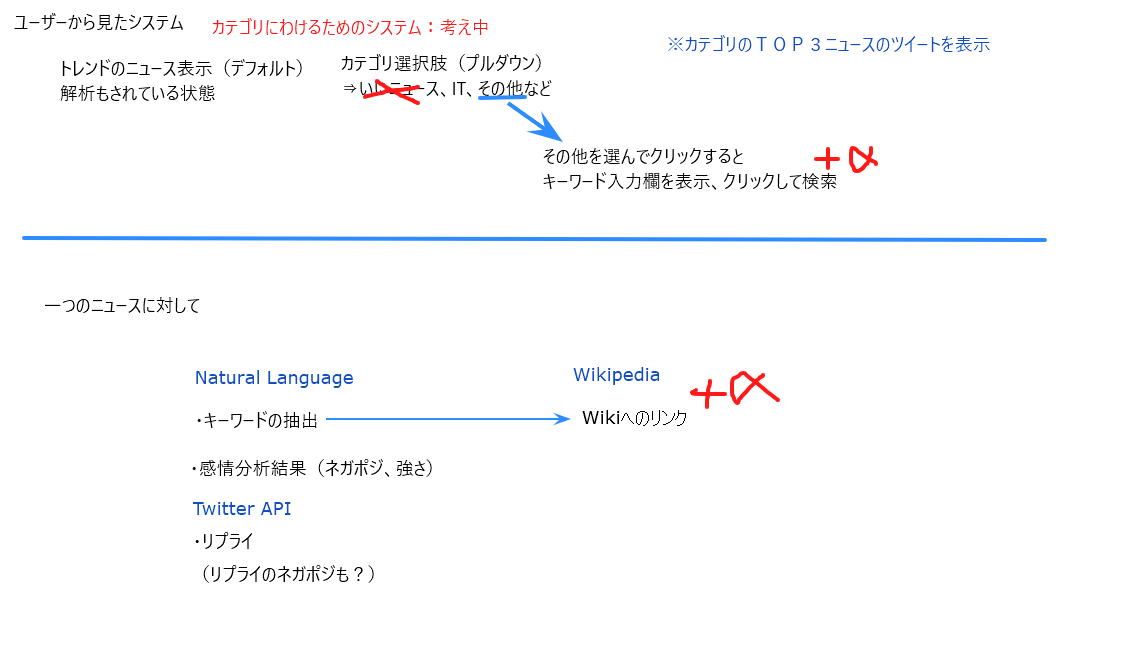 ユーザーから見たシステム
カテゴリにわけるためのシステム：考え中
※カテゴリのＴＯＰ３ニュースのツイートを表示
トレンドのニュース表示（デフォルト）
解析もされている状態
カテゴリ選択肢（プルダウン）
⇒いいニュース、IT、その他など
その他を選んでクリックすると
キーワード入力欄を表示、クリックして検索
+α
一つのニュースに対して
Natural Language
Wikipedia
+α
・キーワードの抽出
Wikiへのリンク
・感情分析結果（ネガポジ、強さ）
Twitter API
・リプライ
（リプライのネガポジも？）